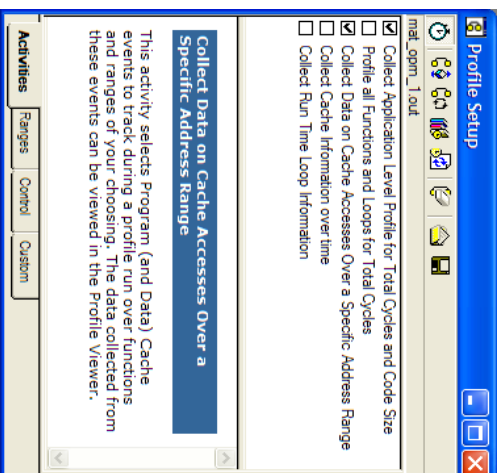 Profile Setup
mat_opm_1.out
Collect Application Level Profile for Total Cycles and Code Size
Profile all Functions and Loops for Total Cycles
Collect Data on Cache Accesses Over a Specific Address Range
Collect Cache Information over time
Collect Run Time Loop Information
Collect Data on Cache Accesses Over a
Specific Address Range
This activity selects Program (and Data) Cache
events to track during a profile run over functions
and ranges of your choosing. The data collected from
these events can be viewed in the Profile Viewer.
Activities Ranges Control Custom